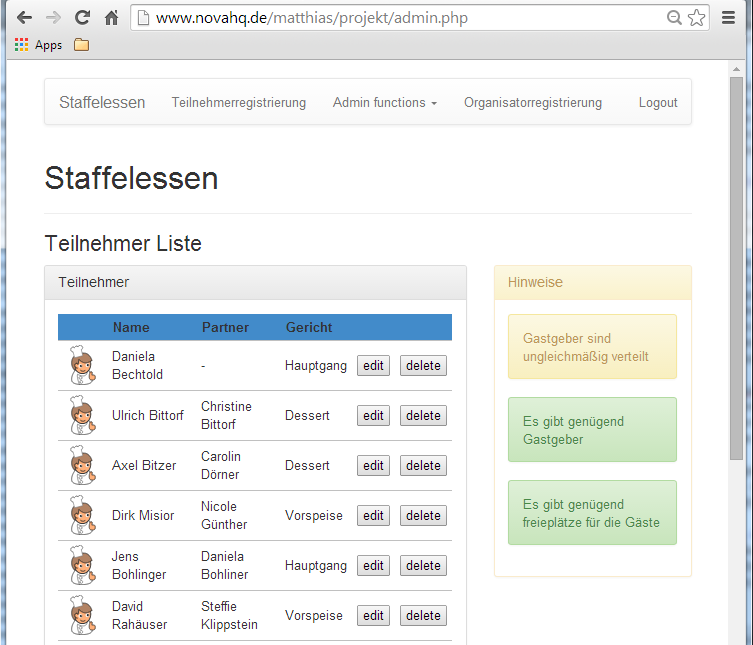 www.novahq.de/matthias/projekt/admin.php
Apps
Staffelessen Teilnehmerregistrierung Admin functions Organisatorregistrierung Logout
Staffelessen
Teilnehmer Liste
Teilnehmer
Name Partner Gericht
Daniela
Bechtold
-
Hauptgang edit delete
Ulrich Bittorf
Christine
Bittorf
Dessert edit delete
Axel Bitzer
Carolin
Dörner
Dessert edit delete
Dirk Misior
Nicole
Günther
Vorspeise edit delete
Jens
Bohlinger
Daniela
Bohliner
Hauptgang edit delete
David
Rahäuser
Steffie
Klippstein
Vorspeise edit delete
Hinweise
Gastgeber sind
ungleichmäßig verteilt
Es gibt genügend
Gastgeber
Es gibt genügend
freieplätze für die Gäste